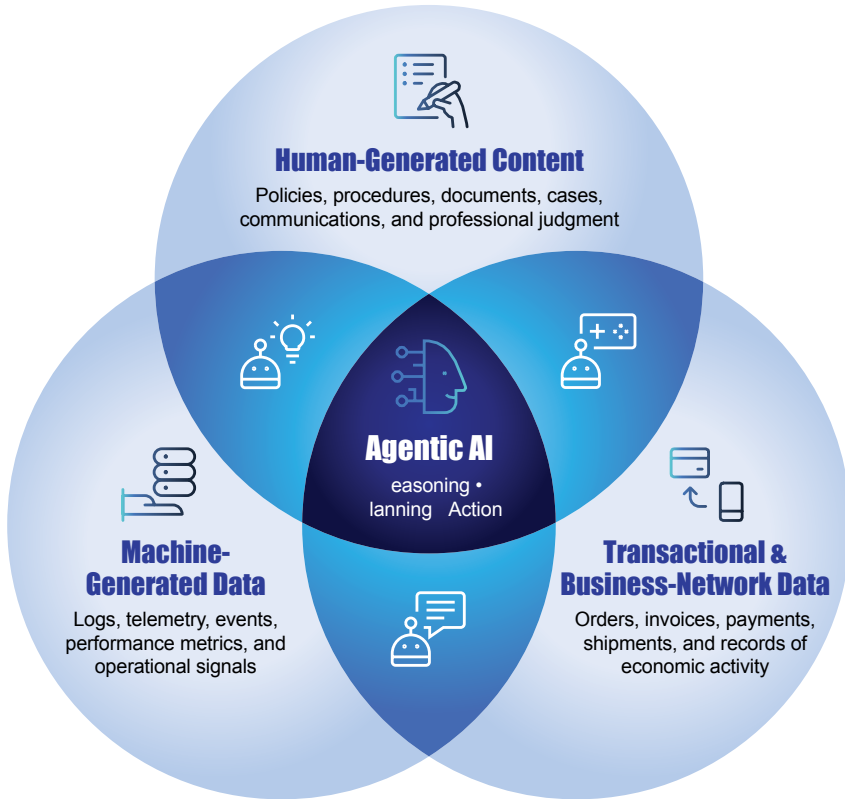 Human-Generated Content
Policies, procedures, documents, cases,
communications, and professional judgment
Agentic AI
easoning •
lanning Action
Machine-
Generated Data
Logs, telemetry, events,
performance metrics, and
operational signals
Transactional &
Business-Network Data
Orders, invoices, payments,
shipments, and records of
economic activity